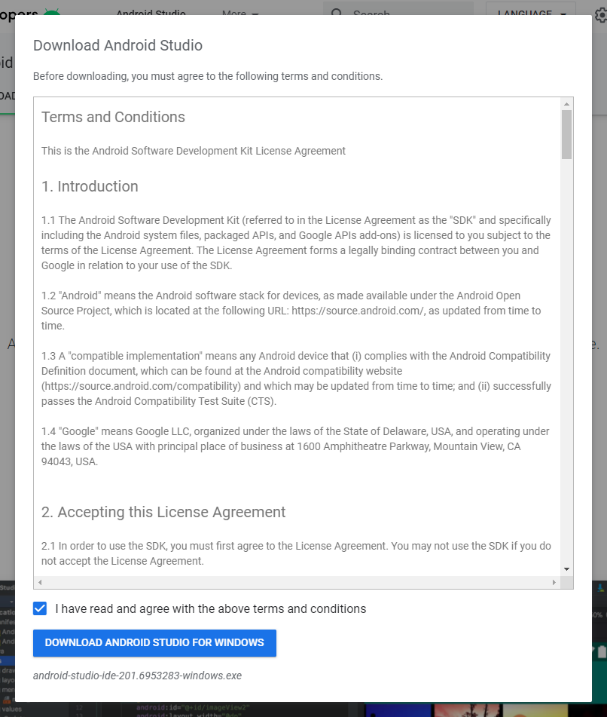 opers Android Studio More Search LANGUAGE
oid
OAD
Download Android Studio
Before downloading, you must agree to the following terms and conditions.
Terms and Conditions
This is the Android Software Development Kit License Agreement
1. Introduction
1.1 The Android Software Development Kit (referred to in the License Agreement as the "SDK" and specifically
including the Android system files, packaged APIs, and Google APIs add-ons) is licensed to you subject to the
terms of the License Agreement. The License Agreement forms a legally binding contract between you and
Google in relation to your use of the SDK.
1.2 "Android" means the Android software stack for devices, as made available under the Android Open
Source Project, which is located at the following URL: https://source.android.com/, as updated from time to
time.
1.3 A "compatible implementation" means any Android device that (i) complies with the Android Compatibility
Definition document, which can be found at the Android compatibility website
(https://source.android.com/compatibility) and which may be updated from time to time; and (ii) successfully
passes the Android Compatibility Test Suite (CTS).
1.4 "Google" means Google LLC, organized under the laws of the State of Delaware, USA, and operating under
the laws of the USA with principal place of business at 1600 Amphitheatre Parkway, Mountain View, CA
94043, USA.
2. Accepting this License Agreement
2.1 In order to use the SDK, you must first agree to the License Agreement. You may not use the SDK if you do
not accept the License Agreement.
I have read and agree with the above terms and conditions
DOWNLOAD ANDROID STUDIO FOR WINDOWS
android-studio-ide-201.6953283-windows.exe
values
android:id="@+id/imageView2"